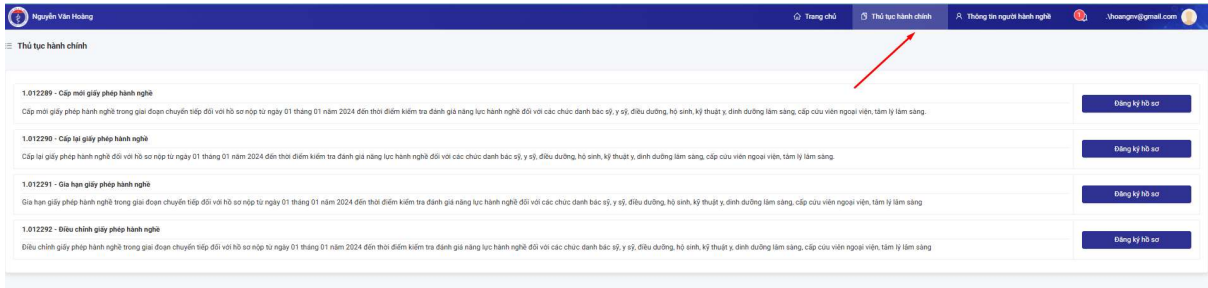 Nguyễn Văn Hoàng
Trang chủ
Thủ tục hành chính
Thông tin người hành nghề
1
.\hoangnv@gmail.com
Thủ tục hành chính
1.012289 - Cấp mới giấy phép hành nghề
Cấp mới giấy phép hành nghề trong giai đoạn chuyển tiếp đối với hồ sơ nộp từ ngày 01 tháng 01 năm 2024 đến thời điểm kiểm tra đánh giá năng lực hành nghề đối với các chức danh bác sỹ, y sỹ, điều dưỡng, hộ sinh, kỹ thuật y, dinh dưỡng lâm sàng, cấp cứu viên ngoại viện, tâm lý lâm sàng.
Đăng ký hồ sơ
1.012290 - Cấp lại giấy phép hành nghề
Cấp lại giấy phép hành nghề đối với hồ sơ nộp từ ngày 01 tháng 01 năm 2024 đến thời điểm kiểm tra đánh giá năng lực hành nghề đối với các chức danh bác sỹ, y sỹ, điều dưỡng, hộ sinh, kỹ thuật y, dinh dưỡng lâm sàng, cấp cứu viên ngoại viện, tâm lý lâm sàng.
Đăng ký hồ sơ
1.012291 - Gia hạn giấy phép hành nghề
Gia hạn giấy phép hành nghề trong giai đoạn chuyển tiếp đối với hồ sơ nộp từ ngày 01 tháng 01 năm 2024 đến thời điểm kiểm tra đánh giá năng lực hành nghề đối với các chức danh bác sỹ, y sỹ, điều dưỡng, hộ sinh, kỹ thuật y, dinh dưỡng lâm sàng, cấp cứu viên ngoại viện, tâm lý lâm sàng
Đăng ký hồ sơ
1.012292 - Điều chỉnh giấy phép hành nghề
Điều chỉnh giấy phép hành nghề trong giai đoạn chuyển tiếp đối với hồ sơ nộp từ ngày 01 tháng 01 năm 2024 đến thời điểm kiểm tra đánh giá năng lực hành nghề đối với các chức danh bác sỹ, y sỹ, điều dưỡng, hộ sinh, kỹ thuật y, dinh dưỡng lâm sàng, cấp cứu viên ngoại viện, tâm lý lâm sàng
Đăng ký hồ sơ